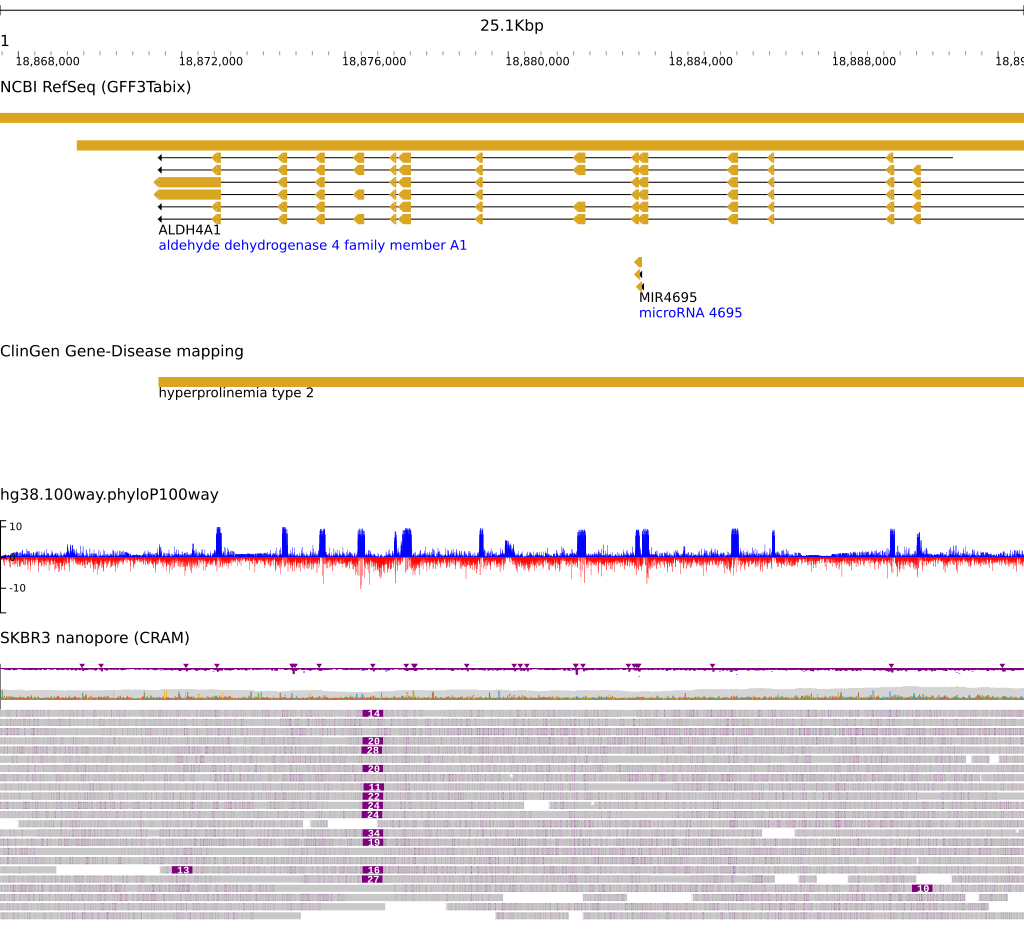 25.1Kbp
1
18,868,000 18,872,000 18,876,000 18,880,000 18,884,000 18,888,000 18,89
NCBI RefSeq (GFF3Tabix)
ALDH4A1
aldehyde dehydrogenase 4 family member A1
MIR4695
microRNA 4695
ClinGen Gene-Disease mapping
hyperprolinemia type 2
hg38.100way.phyloP100way
10
0
-10
SKBR3 nanopore (CRAM)
14
20
28
20
11
22
24
24
34
19
13 16
27
10